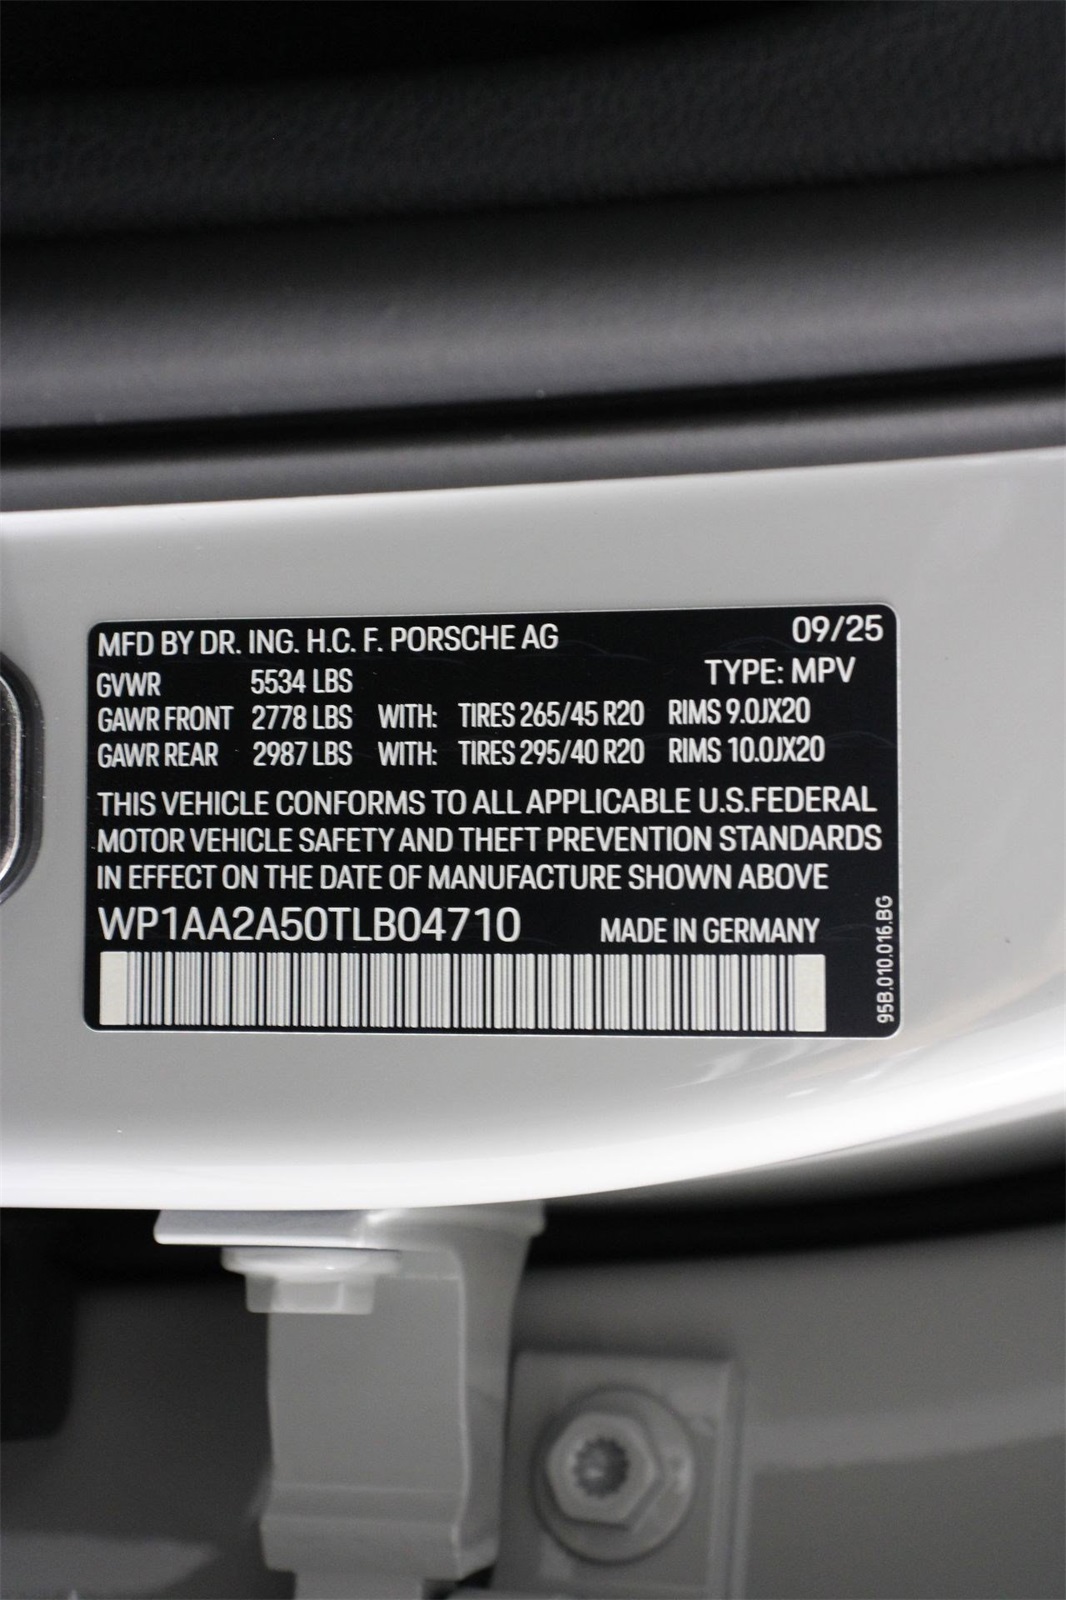 MFD BY DR. ING. H.C. F. PORSCHE AG 09/25
TYPE: MPV
GVWR 5534 LBS
GAWR FRONT 2778 LBS WITH: TIRES 265/45 R20 RIMS 9.0JX20
GAWR REAR 2987 LBS WITH: TIRES 295/40 R20 RIMS 10.0JX20
THIS VEHICLE CONFORMS TO ALL APPLICABLE U.S.FEDERAL
MOTOR VEHICLE SAFETY AND THEFT PREVENTION STANDARDS
IN EFFECT ON THE DATE OF MANUFACTURE SHOWN ABOVE
WP1AA2A50TLB04710 MADE IN GERMANY
95B.010.016.BG